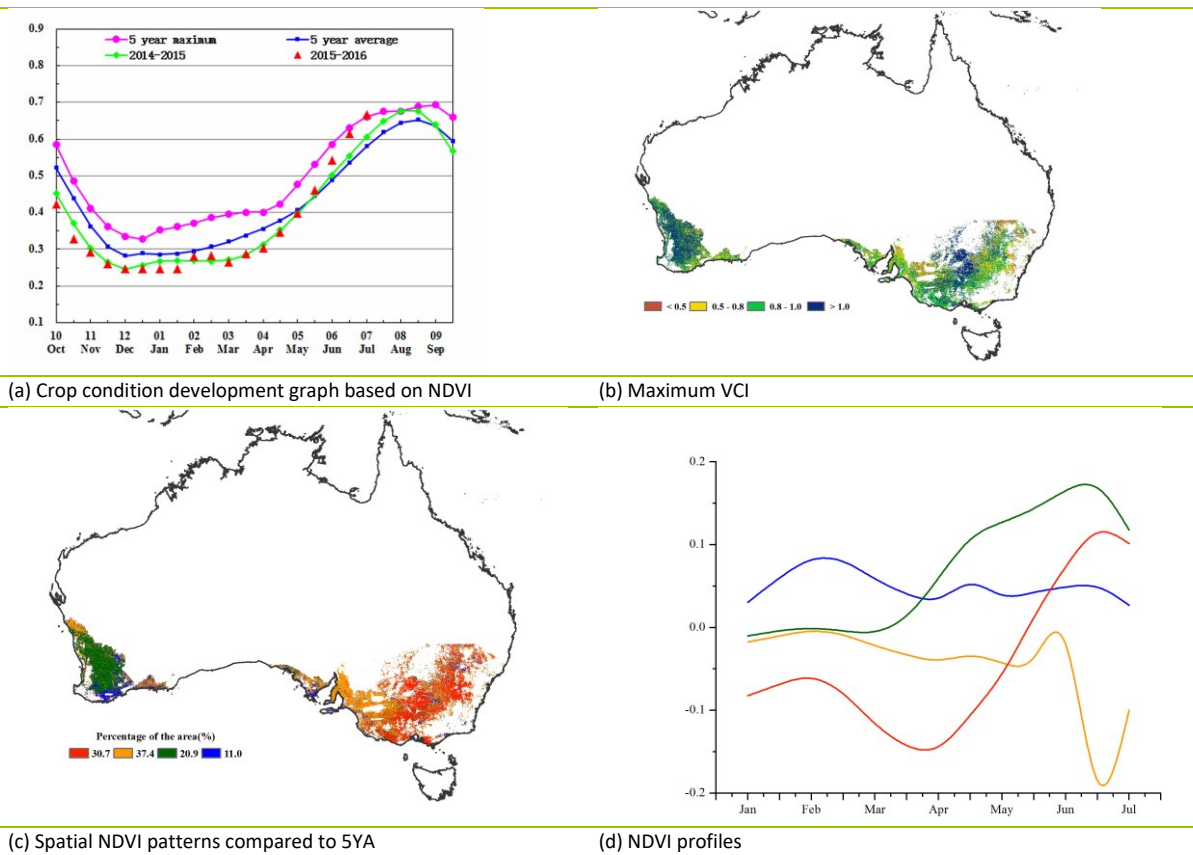 0.9
0.8
0.7
0.6
0.5
0.4
0.3
0.2
0.1
5 year maximum
5 year average
2014-2015
2015-2016
10 11 12 01 02 03 04 05 06 07 08 09
Oct Nov Dec Jan Feb Mar Apr May Jun Jul Aug Sep
< 0.5 0.5 - 0.8 0.8 - 1.0 > 1.0
(a) Crop condition development graph based on NDVI
(b) Maximum VCI
Percentage of the area(%)
30.7 37.4 20.9 11.0
0.2
0.1
0.0
-0.1
-0.2
Jan Feb Mar Apr May Jun Jul
(c) Spatial NDVI patterns compared to 5YA
(d) NDVI profiles